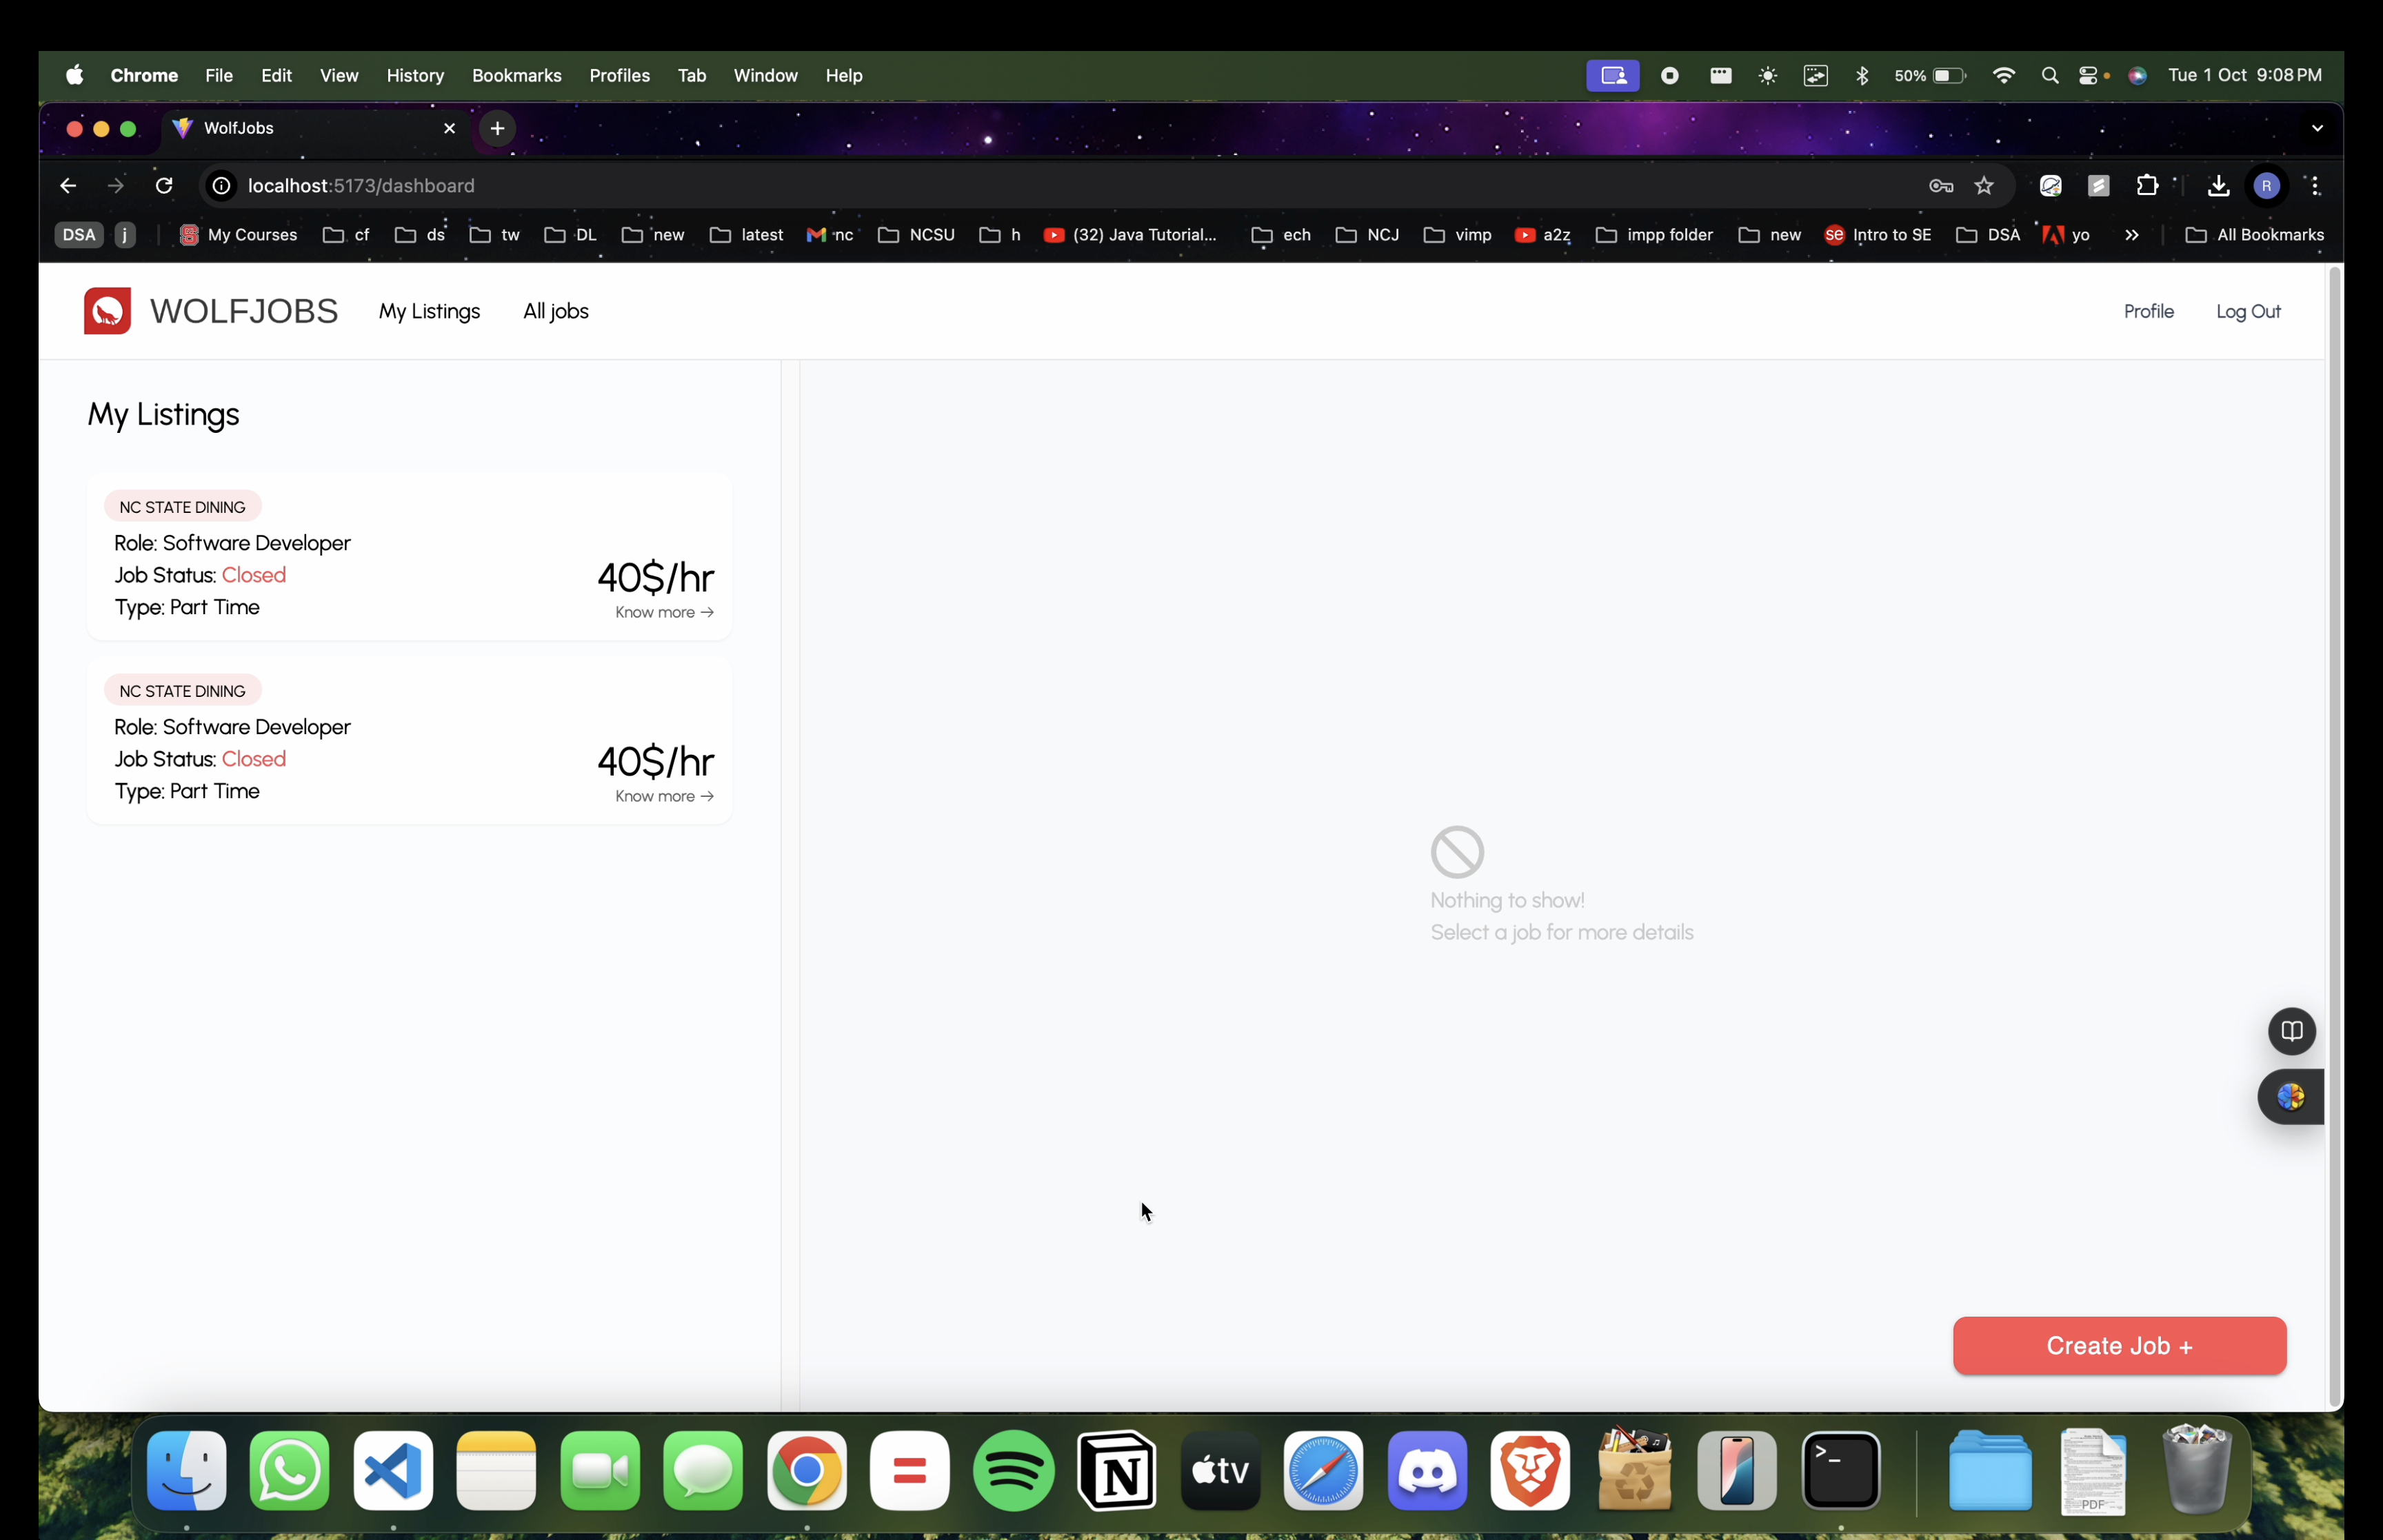 Chrome File Edit View History Bookmarks Profiles Tab Window Help 50% Tue 1 Oct 9:08 PM
WolfJobs
localhost:5173/dashboard R
DSA j My Courses cf ds tw DL new latest nc NCSU h (32) Java Tutorial... ech NCJ vimp a2z impp folder new se Intro to SE DSA yo All Bookmarks
WOLFJOBS My Listings All jobs Profile Log Out
My Listings
NC STATE DINING
Role: Software Developer
Job Status: Closed
40$/hr
Type: Part Time
Know more →
NC STATE DINING
Role: Software Developer
Job Status: Closed
40$/hr
Type: Part Time
Know more →
Nothing to show!
Select a job for more details
Create Job +
N tv >_ PDF